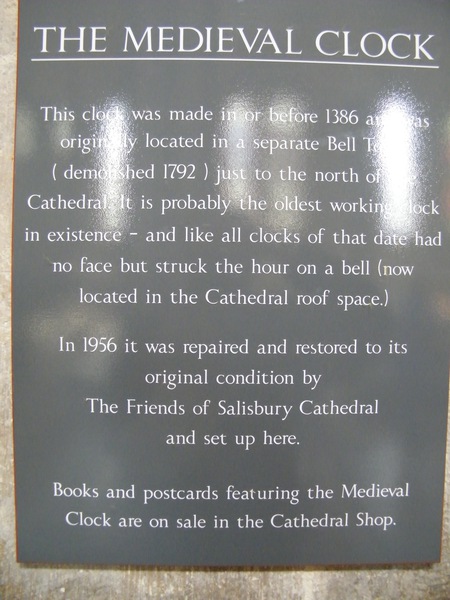 THE MEDIEVAL CLOCK
This clock was made in or before 1386 and was
originally located in a separate Bell
( demolished 1792 ) just to the north of
Cathedral. It is probably the oldest working clock
in existence - and like all clocks of that date had
no face but struck the hour on a bell (now
located in the Cathedral roof space.)
In 1956 it was repaired and restored to its
original condition by
The Friends of Salisbury Cathedral
and set up here.
Books and postcards featuring the Medieval
Clock are on sale in the Cathedral Shop.